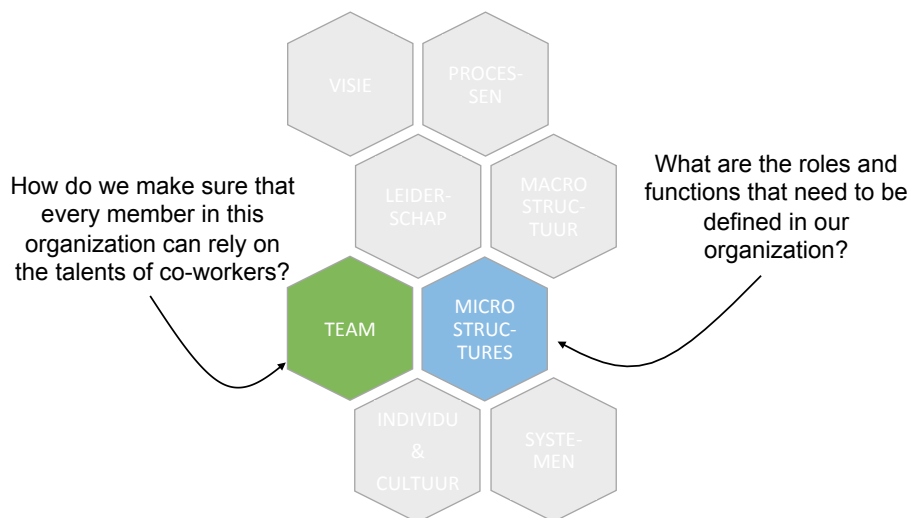 VISIE
PROCES-
SEN
LEIDER-
SCHAP
MACRO
STRUC-
TUUR
How do we make sure that
every member in this
organization can rely on
the talents of co-workers?
What are the roles and
functions that need to be
defined in our
organization?
TEAM
MICRO
STRUC-
TURES
INDIVIDU
&
CULTUUR
SYSTE-
MEN